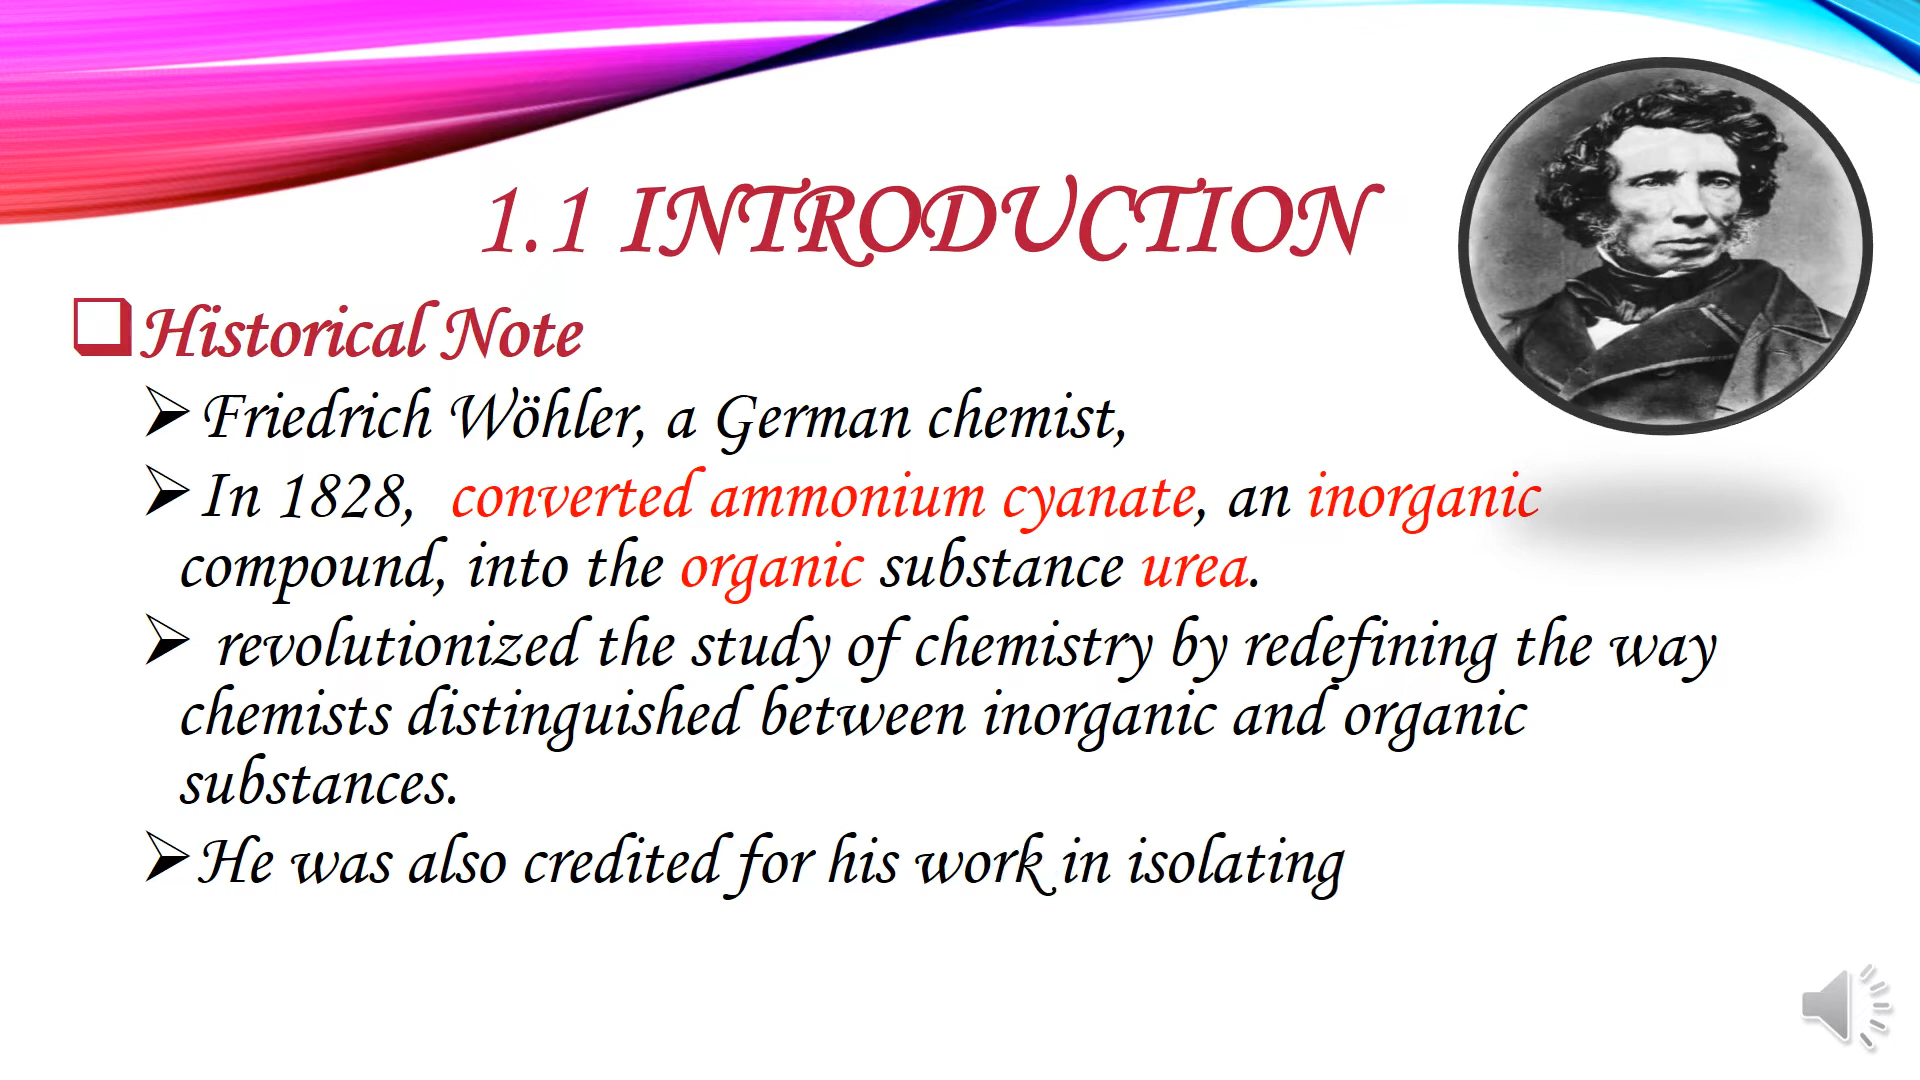 1.1 INTRODUCTION
Historical Note
Friedrich Wöhler, a German chemist,
In 1828, converted ammonium cyanate, an inorganic
compound, into the organic substance urea.
revolutionized the study of chemistry by redefining the way
chemists distinguished between inorganic and organic
substances.
He was also credited for his work in isolating